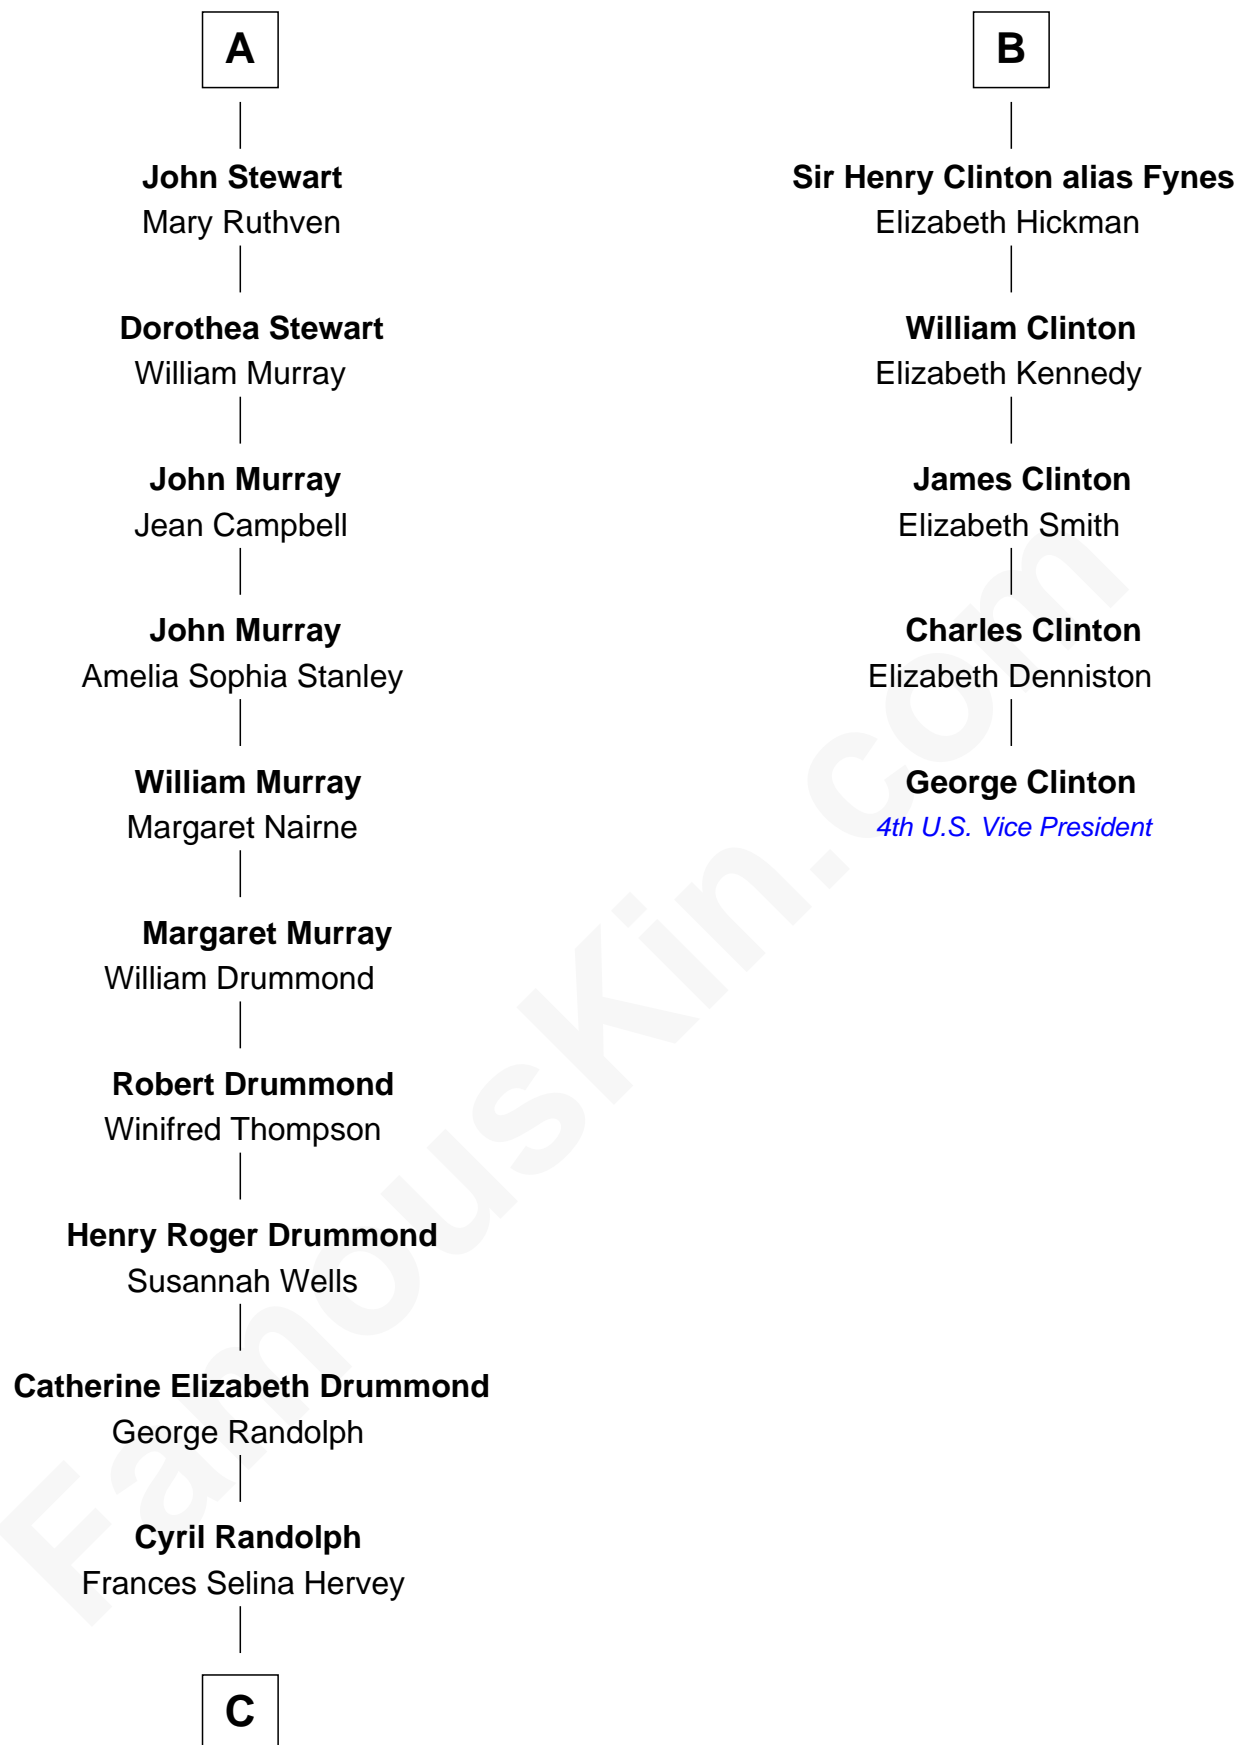 A
John Stewart
Mary Ruthven
Dorothea Stewart
William Murray
John Murray
Jean Campbell
John Murray
Amelia Sophia Stanley
William Murray
Margaret Nairne
Margaret Murray
William Drummond
Robert Drummond
Winifred Thompson
Henry Roger Drummond
Susannah Wells
Catherine Elizabeth Drummond
George Randolph
Cyril Randolph
Frances Selina Hervey
C
B
Sir Henry Clinton alias Fynes
Elizabeth Hickman
William Clinton
Elizabeth Kennedy
James Clinton
Elizabeth Smith
Charles Clinton
Elizabeth Denniston
George Clinton
4th U.S. Vice President
FamousKin.com